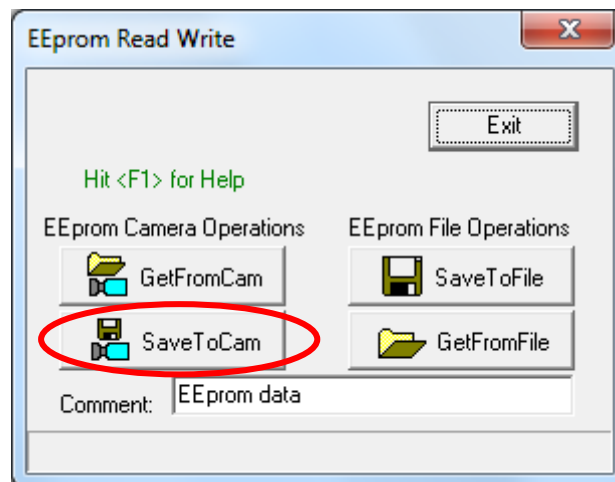 EEprom Read Write
Exit
Hit <F1> for Help
EEprom Camera Operations
EEprom File Operations
GetFromCam
SaveToFile
SaveToCam
GetFromFile
Comment:
EEprom data